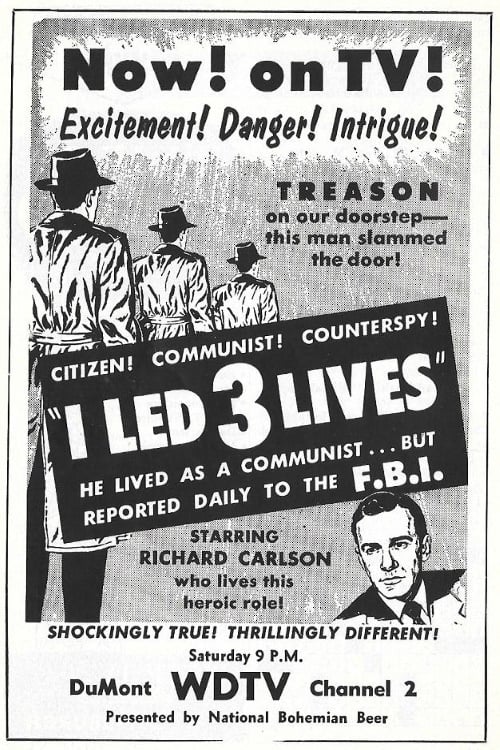 Now! on TV!
Excitement! Danger! Intrigue!
TREASON
on our doorstep—
this man slammed
the door!
CITIZEN! COMMUNIST! COUNTERSPY!
"I LED 3 LIVES"
HE LIVED AS A COMMUNIST... BUT
REPORTED DAILY TO THE F.B.I.
STARRING
RICHARD CARLSON
who lives this
heroic role!
SHOCKINGLY TRUE! THRILLINGLY DIFFERENT!
Saturday 9 P.M.
DuMont WDTV Channel 2
Presented by National Bohemian Beer